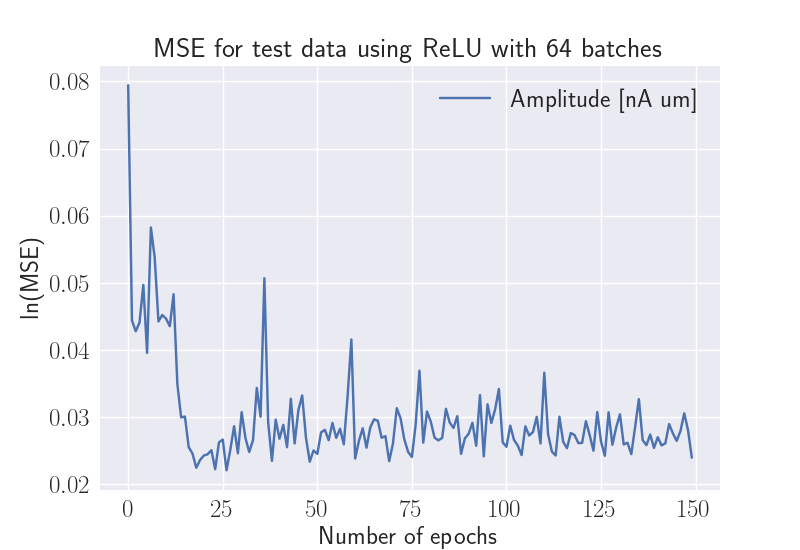 MSE for test data using ReLU with 64 batches
Amplitude [nA um]
ln(MSE)
0.08
0.07
0.06
0.05
0.04
0.03
0.02
0 25 50 75 100 125 150
Number of epochs